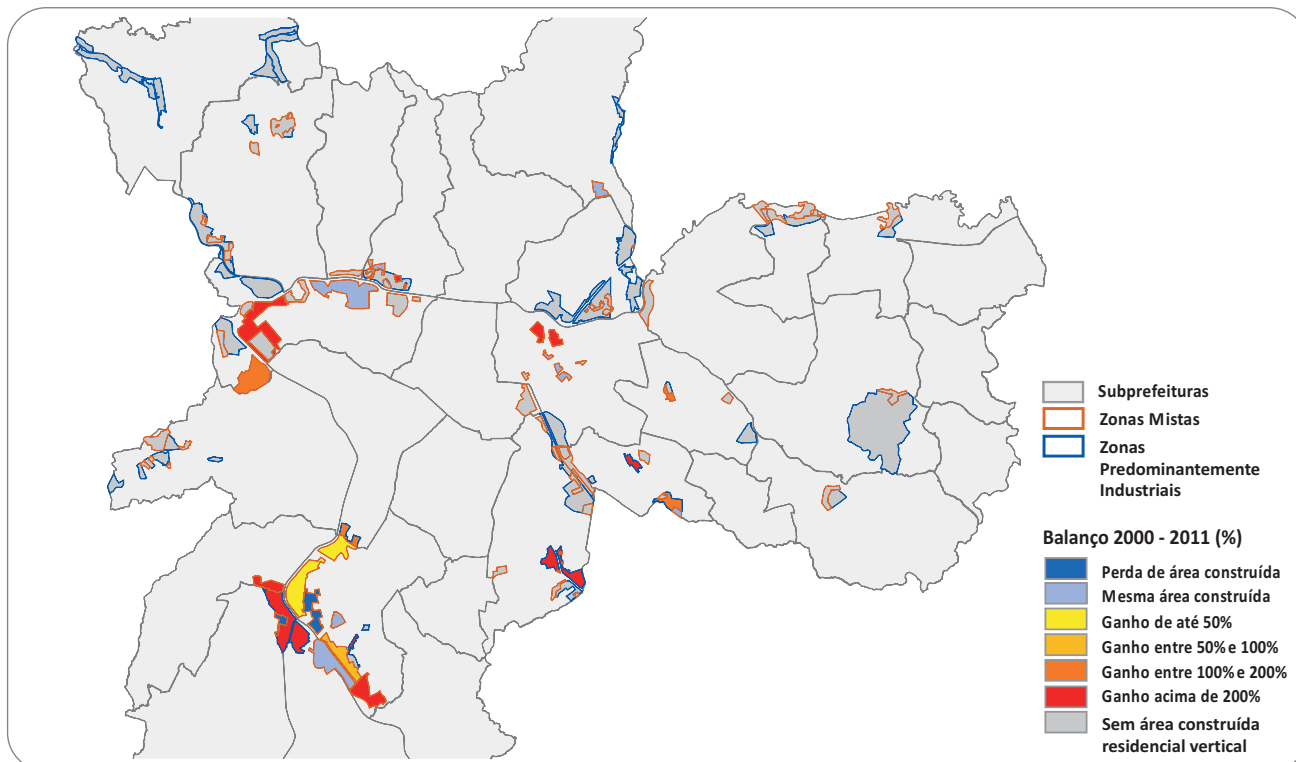 Subprefeituras
Zonas Mistas
Zonas
Predominantemente
Industriais
Balanço 2000 - 2011 (%)
Perda de área construída
Mesma área construída
Ganho de até 50%
Ganho entre 50% e 100%
Ganho entre 100% e 200%
Ganho acima de 200%
Sem área construída
residencial vertical